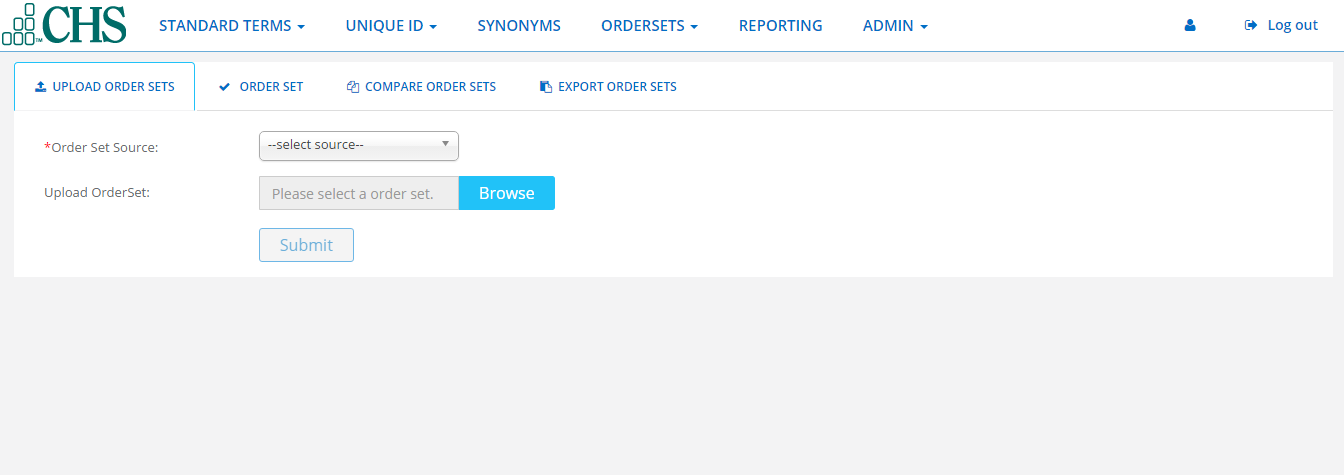 CHS STANDARD TERMS UNIQUE ID SYNONYMS ORDERSETS REPORTING ADMIN Log out
UPLOAD ORDER SETS ORDER SET COMPARE ORDER SETS EXPORT ORDER SETS
*Order Set Source: --select source--
Upload OrderSet: Please select a order set. Browse
Submit